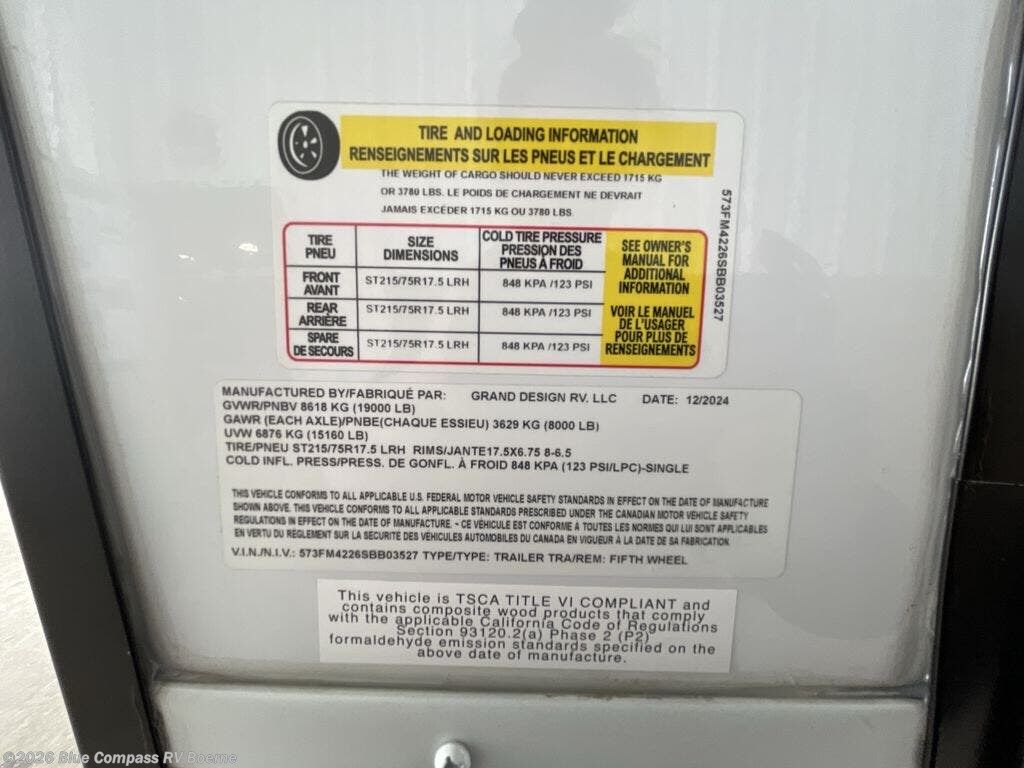 TIRE AND LOADING INFORMATION
RENSEIGNEMENTS SUR LES PNEUS ET LE CHARGEMENT
THE WEIGHT OF CARGO SHOULD NEVER EXCEED 1715 KG
OR 3780 LBS. LE POIDS DE CHARGEMENT NE DEVRAIT
JAMAIS EXCÉDER 1715 KG OU 3780 LBS.
TIRE
PNEU
SIZE
DIMENSIONS
COLD TIRE PRESSURE
PRESSION DES
PNEUS À FROID
FRONT
AVANT
ST215/75R17.5 LRH
848 KPA /123 PSI
REAR
ARRIÈRE
ST215/75R17.5 LRH
848 KPA /123 PSI
SPARE
DE SECOURS
ST215/75R17.5 LRH
848 KPA /123 PSI
SEE OWNER'S
MANUAL FOR
ADDITIONAL
INFORMATION
VOIR LE MANUEL
DE L'USAGER
POUR PLUS DE
RENSEIGNEMENTS
573FM4226SBB03527
MANUFACTURED BY/FABRIQUÉ PAR: GRAND DESIGN RV. LLC DATE: 12/2024
GVWR/PNBV 8618 KG (19000 LB)
GAWR (EACH AXLE)/PNBE(CHAQUE ESSIEU) 3629 KG (8000 LB)
UVW 6876 KG (15160 LB)
TIRE/PNEU ST215/75R17.5 LRH RIMS/JANTE17.5X6.75 8-6.5
COLD INFL. PRESS/PRESS. DE GONFL. À FROID 848 KPA (123 PSI/LPC)-SINGLE
THIS VEHICLE CONFORMS TO ALL APPLICABLE U.S. FEDERAL MOTOR VEHICLE SAFETY STANDARDS IN EFFECT ON THE DATE OF MANUFACTURE
SHOWN ABOVE. THIS VEHICLE CONFORMS TO ALL APPLICABLE STANDARDS PRESCRIBED UNDER THE CANADIAN MOTOR VEHICLE SAFETY
REGULATIONS IN EFFECT ON THE DATE OF MANUFACTURE. - CE VÉHICULE EST CONFORME À TOUTES LES NORMES QUI LUI SONT APPLICABLES
EN VERTU DU REGLEMENT SUR LA SECURITE DES VÉHICULES AUTOMOBILES DU CANADA EN VIGUEUR À LA DATE DE SA FABRICATION.
V.I.N./N.I.V.: 573FM4226SBB03527 TYPE/TYPE: TRAILER TRA/REM: FIFTH WHEEL
This vehicle is TSCA TITLE VI COMPLIANT and
contains composite wood products that comply
with the applicable California Code of Regulations
Section 93120.2(a) Phase 2 (P2)
formaldehyde emission standards specified on the
above date of manufacture.
©2026 Blue Compass RV Boerne